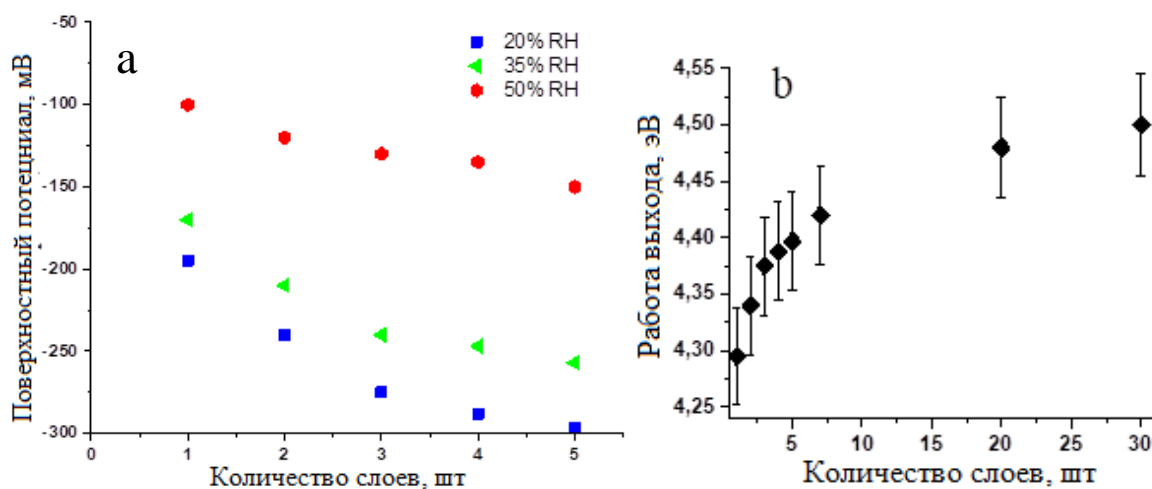 a
20% RH
35% RH
50% RH
Поверхностный потецниал, мВ
-50
-100
-150
-200
-250
-300
0
1
2
3
4
5
Количество слоев, шт
b
Работа выхода, эВ
4,55
4,50
4,45
4,40
4,35
4,30
4,25
5
10
15
20
25
30
Количество слоев, шт